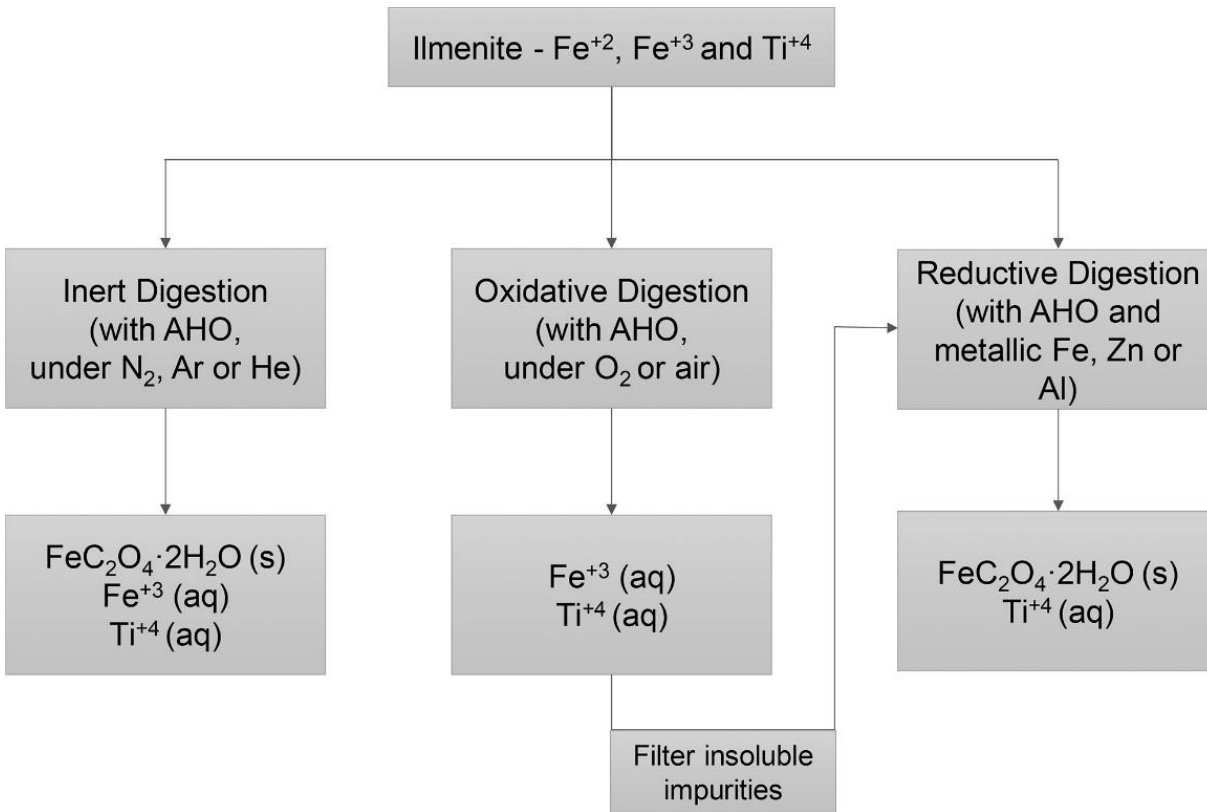 Ilmenite - Fe⁺², Fe⁺³ and Ti⁺⁴
Inert Digestion
(with AHO,
under N₂, Ar or He)
Oxidative Digestion
(with AHO,
under O₂ or air)
Reductive Digestion
(with AHO and
metallic Fe, Zn or
Al)
FeC₂O₄·2H₂O (s)
Fe⁺³ (aq)
Ti⁺⁴ (aq)
Fe⁺³ (aq)
Ti⁺⁴ (aq)
FeC₂O₄·2H₂O (s)
Ti⁺⁴ (aq)
Filter insoluble
impurities